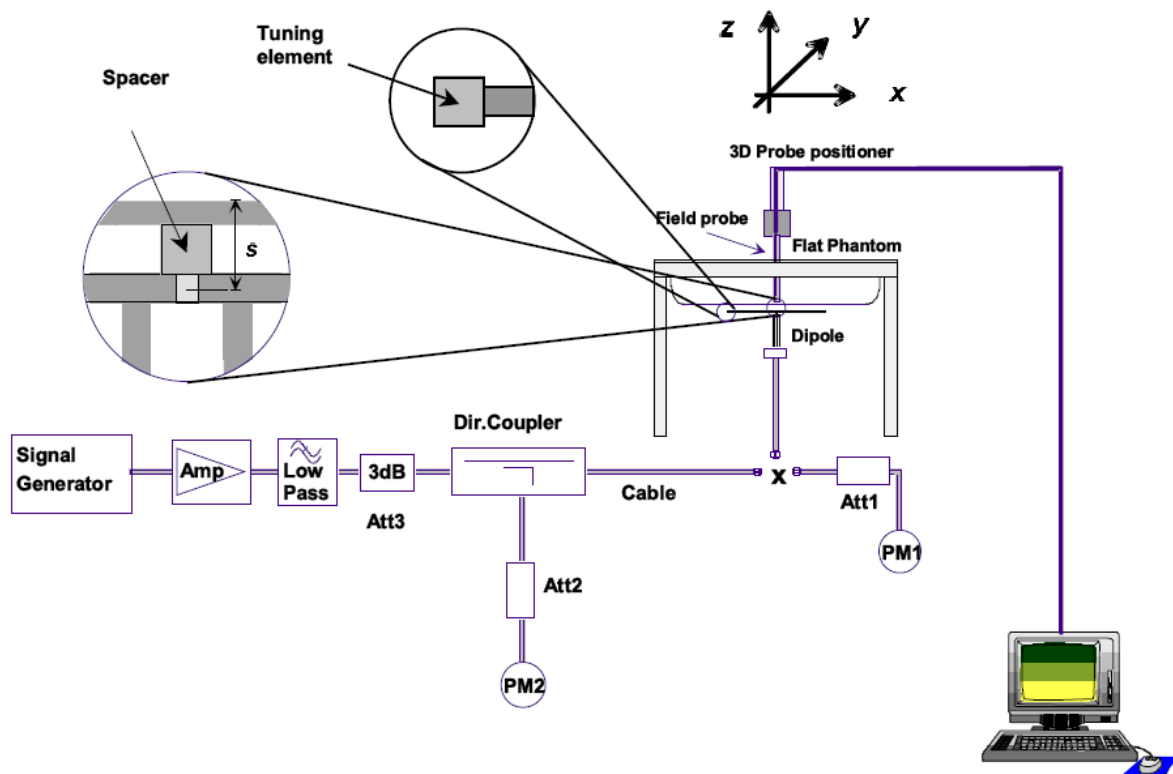 Tuning
element
Spacer
z
y
x
3D Probe positioner
Field probe
Flat Phantom
s
Dipole
Dir.Coupler
Signal
Generator
Amp
Low
Pass
3dB
Att3
Cable
x
Att1
PM1
Att2
PM2